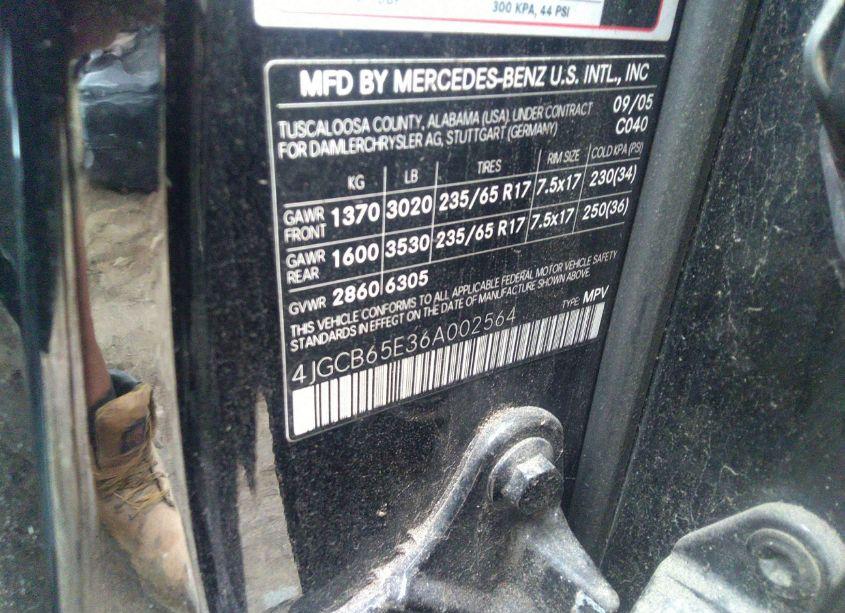 300 KPA, 44 PSI
MFD BY MERCEDES-BENZ U.S. INTL., INC
TUSCALOOSA COUNTY, ALABAMA (USA), UNDER CONTRACT 09/05
FOR DAIMLERCHRYSLER AG, STUTTGART (GERMANY) C040
KG LB TIRES RIM SIZE COLD KPA (PSI)
GAWR FRONT 1370 3020 235/65 R17 7.5x17 230(34)
GAWR REAR 1600 3530 235/65 R17 7.5x17 250(36)
GVWR 2860 6305
THIS VEHICLE CONFORMS TO ALL APPLICABLE FEDERAL MOTOR VEHICLE SAFETY
STANDARDS IN EFFECT ON THE DATE OF MANUFACTURE SHOWN ABOVE.
TYPE: MPV
4JGCB65E36A002564